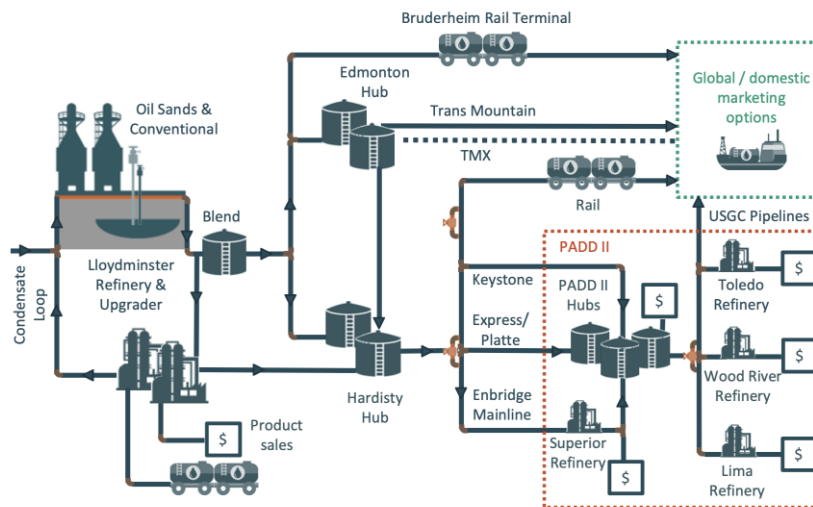 Bruderheim Rail Terminal
Edmonton
Hub
Global / domestic
marketing
options
Oil Sands &
Conventional
Trans Mountain
TMX
Blend
Rail
USGC Pipelines
PADD II
Lloydminster
Refinery &
Upgrader
Condensate
Loop
Keystone
PADD II
Hubs
$
Toledo
Refinery
$
Express/
Platte
Wood River
Refinery
$
Hardisty
Hub
Enbridge
Mainline
Superior
Refinery
$
Product
sales
$
Lima
Refinery
$